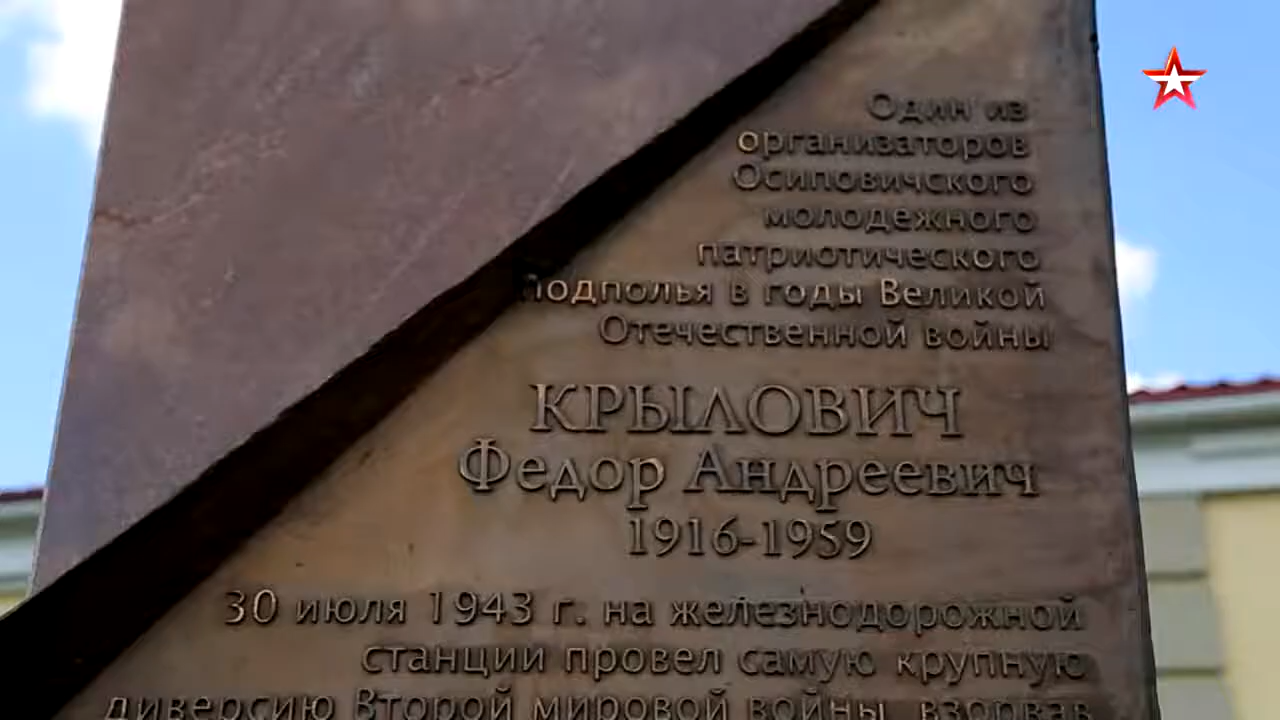 Один из
организаторов
Осиповичского
молодежного
патриотического
подполья в годы Великой
Отечественной войны
КРЫЛОВИЧ
Федор Андреевич
1916-1959
30 июля 1943 г. на железнодорожной
станции провел самую крупную
диверсию Второй мировой войны, взорвав